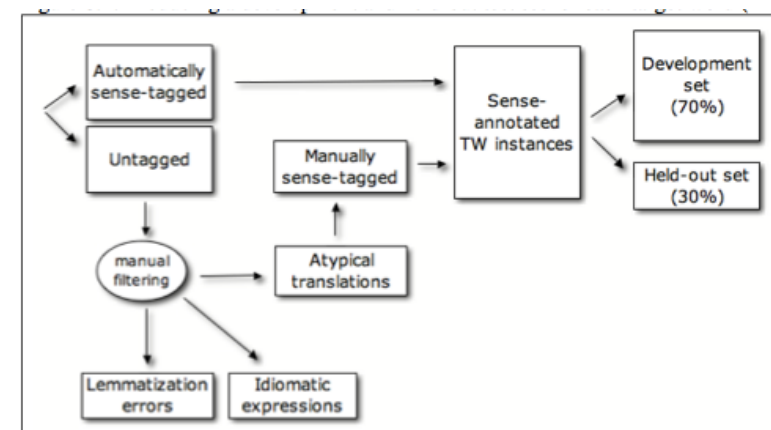 Automatically
sense-tagged
Untagged
manual
filtering
Lemmatization
errors
Idiomatic
expressions
Atypical
translations
Manually
sense-tagged
Sense-
annotated
TW instances
Development
set
(70%)
Held-out set
(30%)